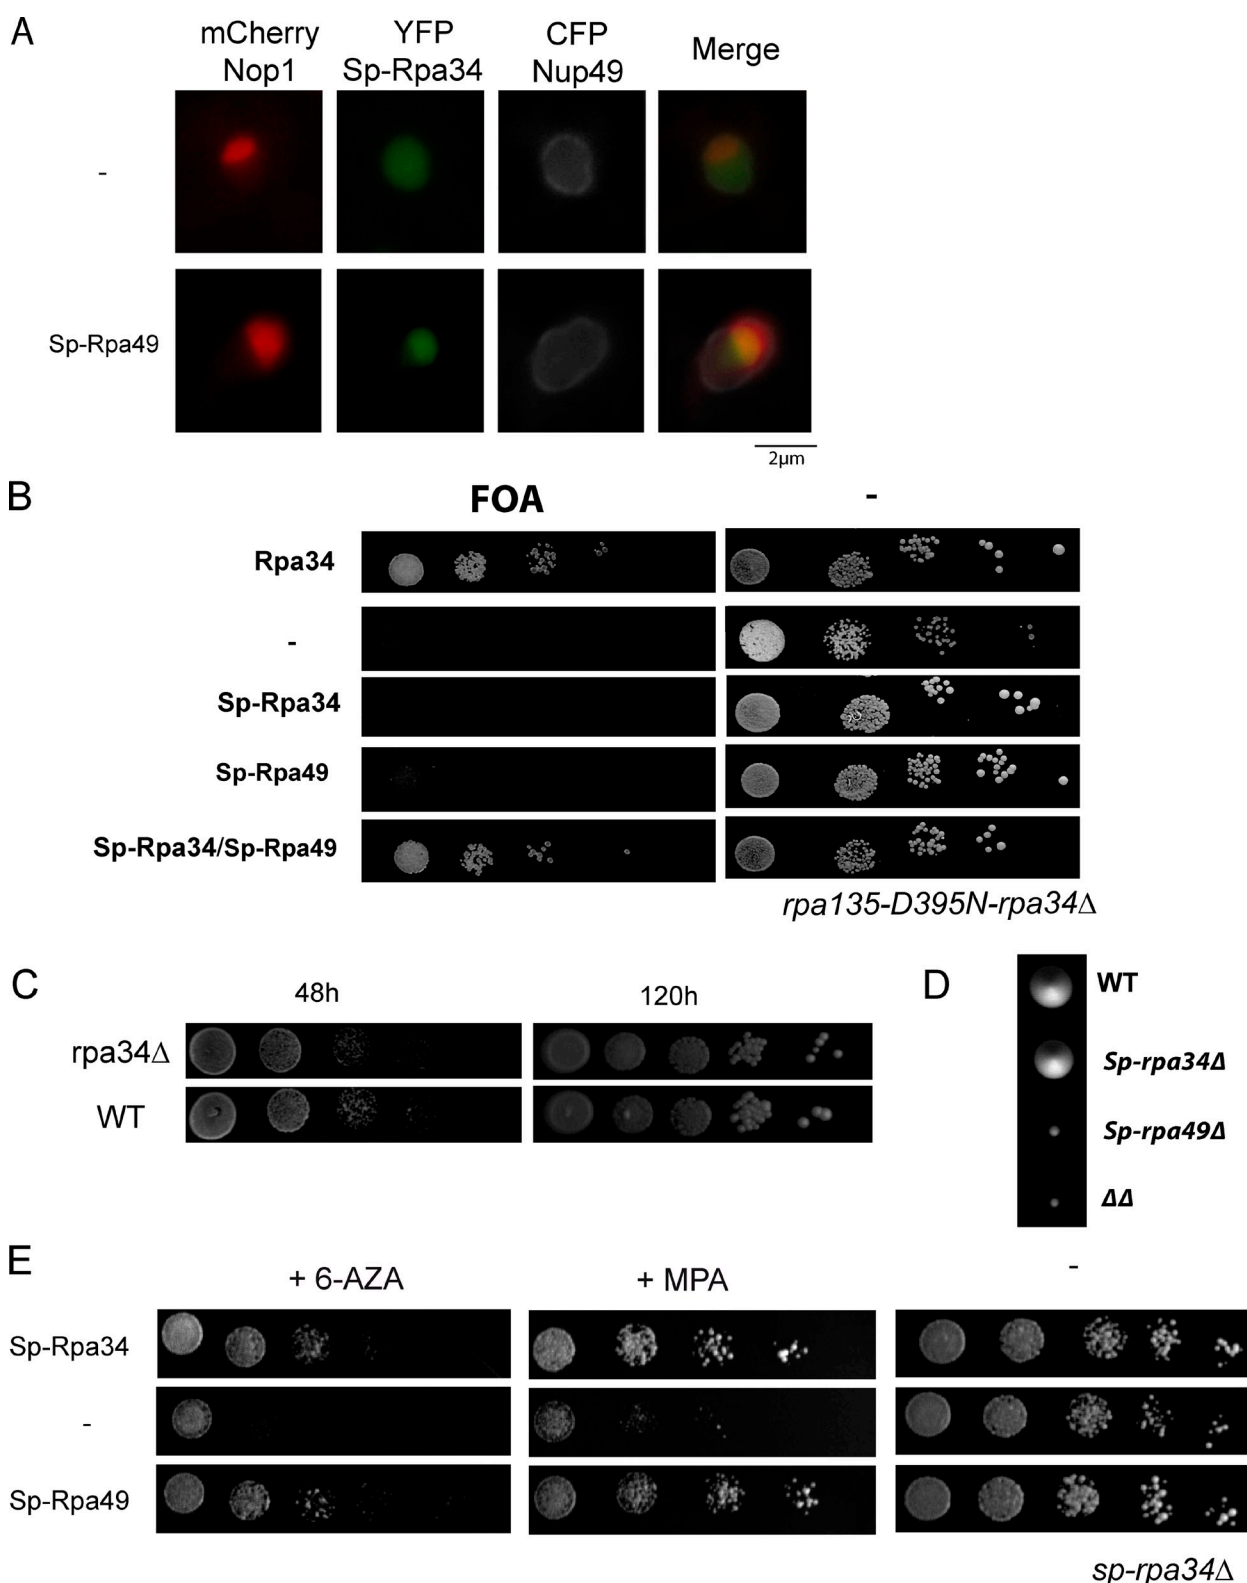 A
mCherry
Nop1
YFP
Sp-Rpa34
CFP
Nup49
Merge
-
Sp-Rpa49
2μm
B
FOA
-
Rpa34
-
Sp-Rpa34
Sp-Rpa49
Sp-Rpa34/Sp-Rpa49
rpa135-D395N-rpa34Δ
C
48h
120h
rpa34Δ
WT
D
WT
Sp-rpa34Δ
Sp-rpa49Δ
ΔΔ
E
+ 6-AZA
+ MPA
-
Sp-Rpa34
-
Sp-Rpa49
sp-rpa34Δ